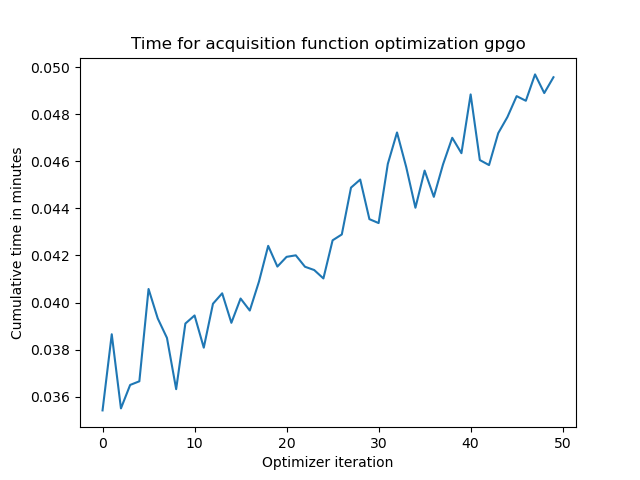 Time for acquisition function optimization gpgo
0.050
0.048
0.046
0.044
0.042
0.040
0.038
0.036
Cumulative time in minutes
0 10 20 30 40 50
Optimizer iteration